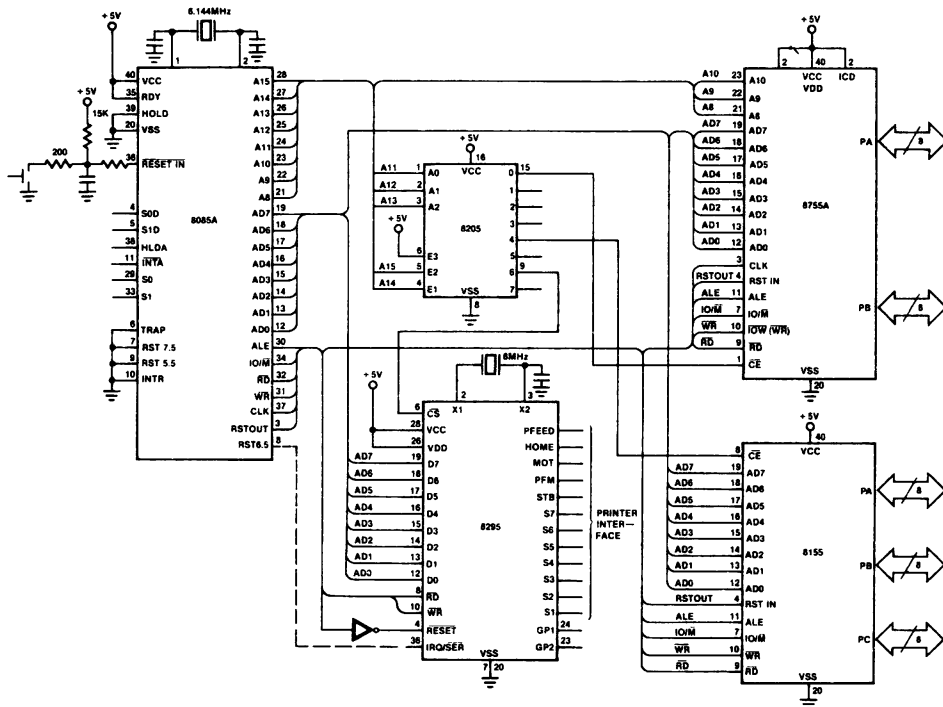 + 5V
6.144MHz
1
2
40 VCC
35 RDY
39 HOLD
20 VSS
+ 5V
15K
200
36 RESET IN
8085A
4 S0D
5 S1D
38 HLDA
11 INTA
29 S0
33 S1
6 TRAP
7 RST 7.5
9 RST 5.5
10 INTR
A15 28
A14 27
A13 26
A12 25
A11 24
A10 23
A9 22
A8 21
AD7 19
AD6 18
AD5 17
AD4 16
AD3 15
AD2 14
AD1 13
AD0 12
ALE 30
IO/M 34
RD 32
WR 31
CLK 37
RSTOUT 3
RST6.5 8
+ 5V
16
VCC
A11 1 A0
A12 2 A1
A13 3 A2
+ 5V
6 E3
A15 5 E2
A14 4 E1
8205
0 15
1
2
3
4
5
6 9
7
VSS
8
6MHz
2
3
X1
X2
+ 5V
6 CS
28 VCC
26 VDD
AD7 19 D7
AD6 18 D6
AD5 17 D5
AD4 16 D4
AD3 15 D3
AD2 14 D2
AD1 13 D1
AD0 12 D0
8 RD
10 WR
4 RESET
36 IRQ/SER
8295
PFEED
HOME
MOT
PFM
STB
S7
S6
S5
S4
S3
S2
S1
GP1 24
GP2 23
VSS
7 20
PRINTER
INTER-
FACE
+ 5V
2 40 2
VCC ICD
VDD
A10 23 A10
A9 22 A9
A8 21 A8
AD7 19 AD7
AD6 18 AD6
AD5 17 AD5
AD4 16 AD4
AD3 15 AD3
AD2 14 AD2
AD1 13 AD1
AD0 12 AD0
3 CLK
RSTOUT 4 RST IN
ALE 11 ALE
IO/M 7 IO/M
WR 10 IOW (WR)
RD 9 RD
1 CE
8755A
PA 8
PB 8
VSS
20
+ 5V
40
VCC
8 CE
AD7 19 AD7
AD6 18 AD6
AD5 17 AD5
AD4 16 AD4
AD3 15 AD3
AD2 14 AD2
AD1 13 AD1
AD0 12 AD0
RSTOUT 4 RST IN
ALE 11 ALE
IO/M 7 IO/M
WR 10 WR
RD 9 RD
8155
PA 8
PB 8
PC 6
VSS
20